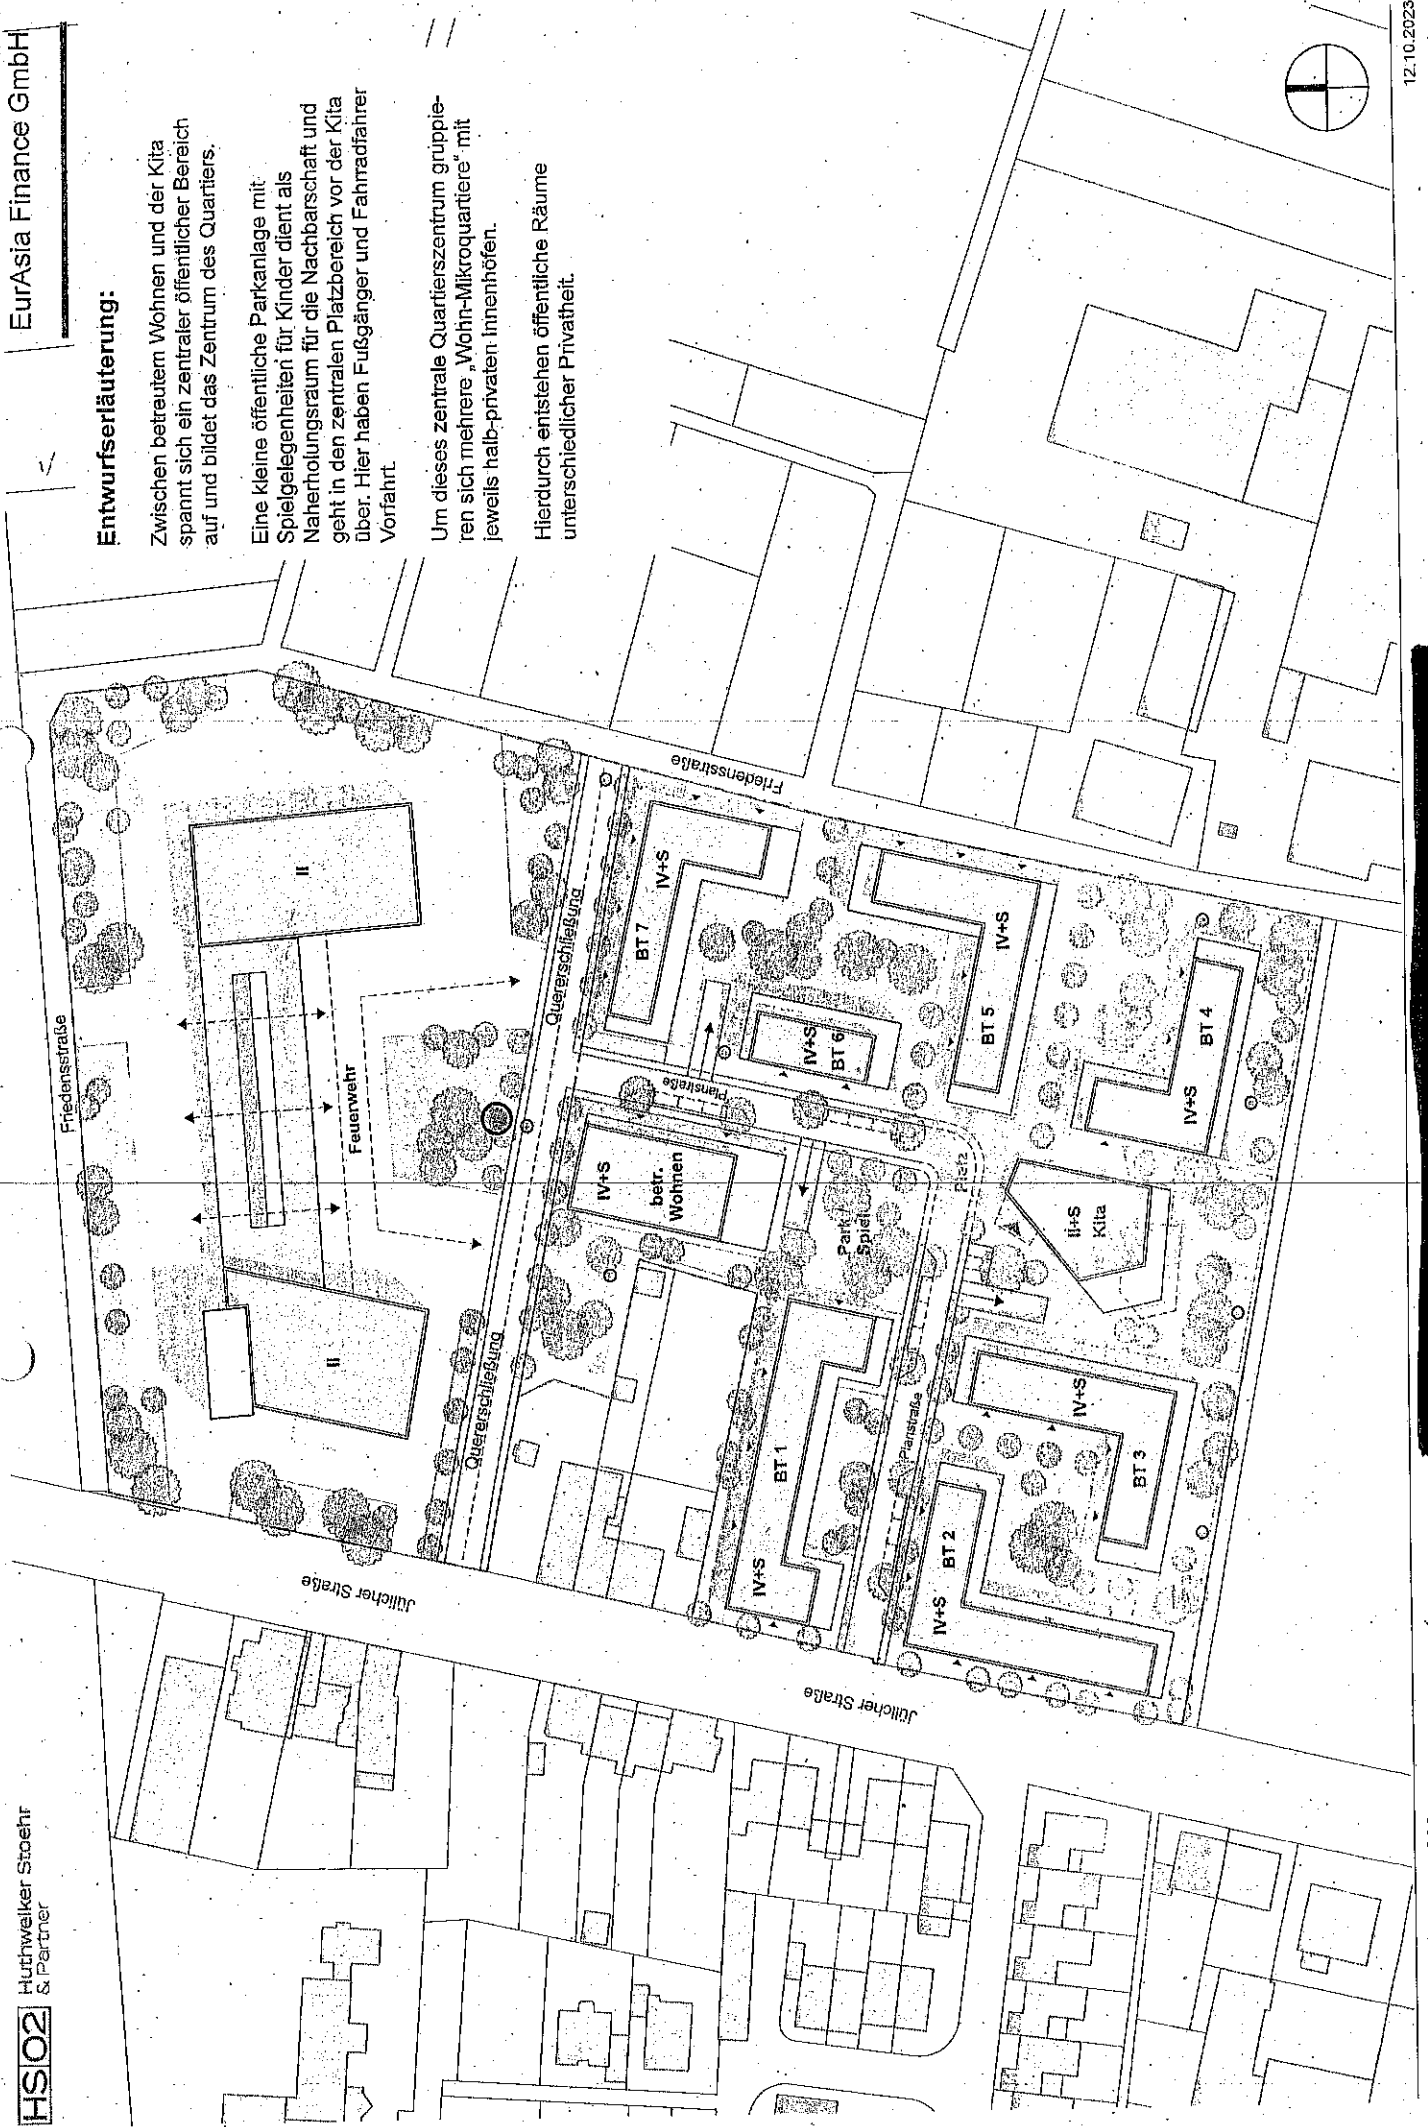 HS|02 Huthwelker Stoehr
& Partner
EurAsia Finance GmbH
Entwurfserläuterung:
Zwischen betreutem Wohnen und der Kita
spannt sich ein zentraler öffentlicher Bereich
auf und bildet das Zentrum des Quartiers.
Eine kleine öffentliche Parkanlage mit
Spielgelegenheiten für Kinder dient als
Naherholungsraum für die Nachbarschaft und
geht in den zentralen Platzbereich vor der Kita
über. Hier haben Fußgänger und Fahrradfahrer
Vorfahrt.
Um dieses zentrale Quartierszentrum gruppie-
ren sich mehrere „Wohn-Mikroquartiere" mit
jeweils halb-privaten Innenhöfen.
Hierdurch entstehen öffentliche Räume
unterschiedlicher Privatheit.
Friedensstraße
II
Feuerwehr
II
Jülicher Straße
Quererschließung
Quererschließung
Friedensstraße
IV+S
betr.
Wohnen
Planstraße
BT 7
IV+S
IV+S
BT 6
Park
Spiel
Platz
BT 1
IV+S
Planstraße
BT 5
IV+S
II+S
Kita
IV+S
BT 4
IV+S
BT 2
IV+S
BT 3
Jülicher Straße
12.10.2023